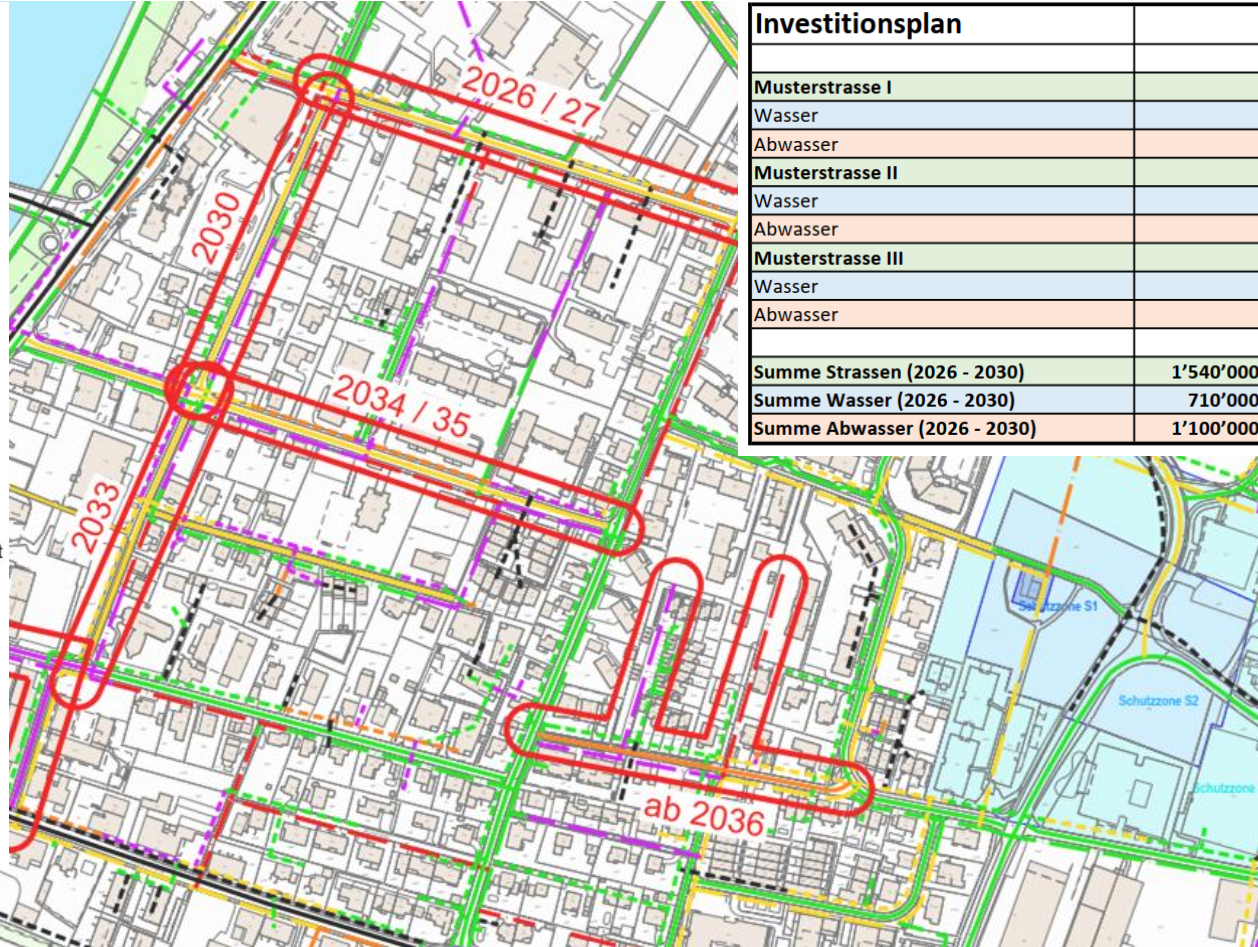 Investitionsplan
Musterstrasse I
Wasser
Abwasser
Musterstrasse II
Wasser
Abwasser
Musterstrasse III
Wasser
Abwasser
Summe Strassen (2026 - 2030) 1’540’000
Summe Wasser (2026 - 2030) 710’000
Summe Abwasser (2026 - 2030) 1’100’000
2026 / 27
2030
2034 / 35
2033
t
ab 2036
Schutzzone S1
Schutzzone S2
Schutzzone